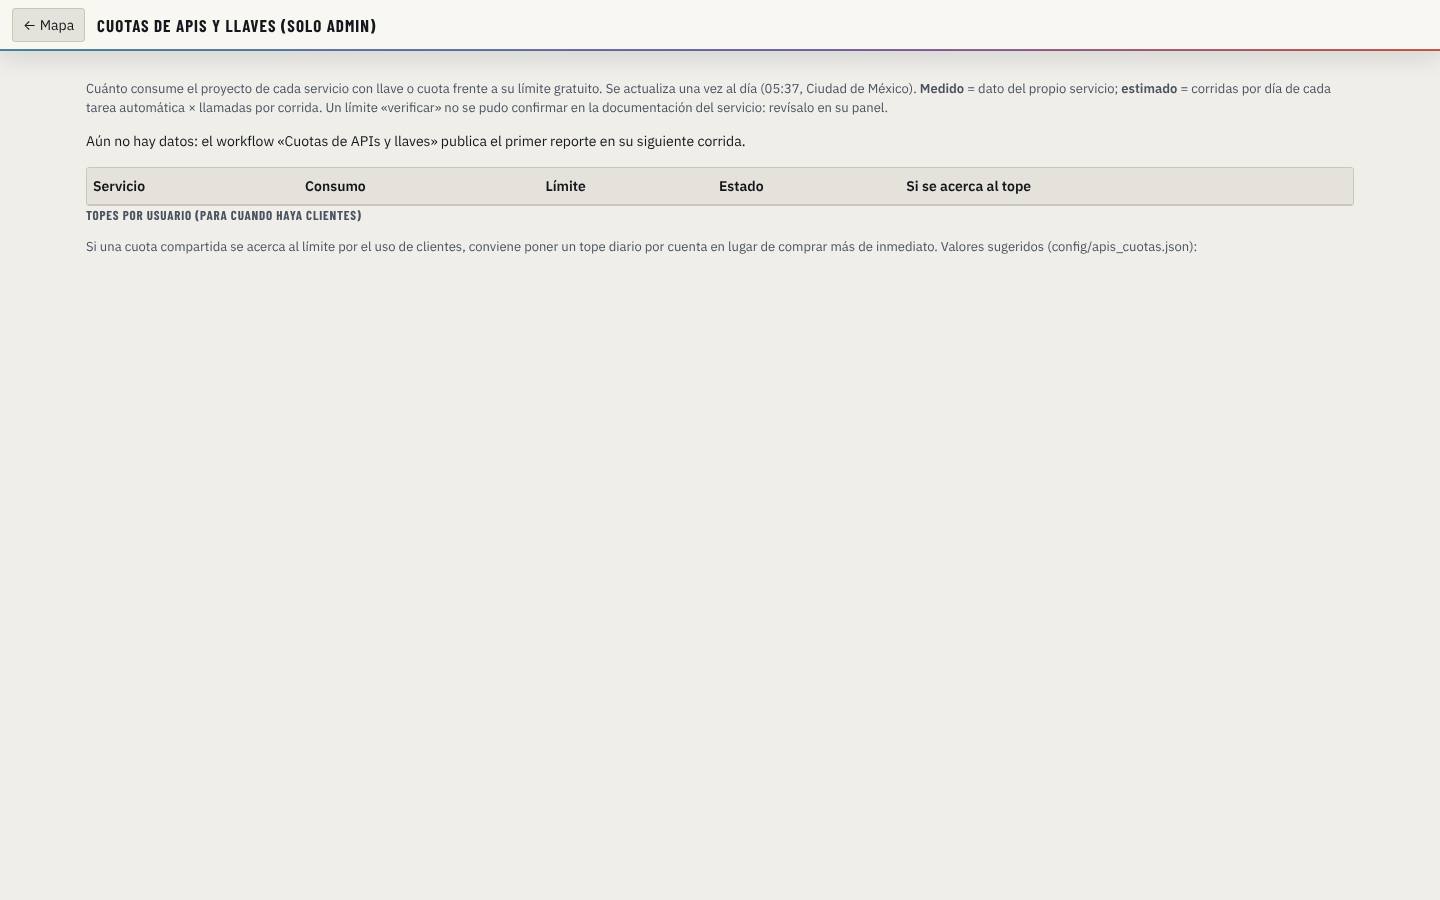 ← Mapa
CUOTAS DE APIS Y LLAVES (SOLO ADMIN)
Cuánto consume el proyecto de cada servicio con llave o cuota frente a su límite gratuito. Se actualiza una vez al día (05:37, Ciudad de México). Medido = dato del propio servicio; estimado = corridas por día de cada
tarea automática × llamadas por corrida. Un límite «verificar» no se pudo confirmar en la documentación del servicio: revísalo en su panel.
Aún no hay datos: el workflow «Cuotas de APIs y llaves» publica el primer reporte en su siguiente corrida.
Servicio Consumo Límite Estado Si se acerca al tope
TOPES POR USUARIO (PARA CUANDO HAYA CLIENTES)
Si una cuota compartida se acerca al límite por el uso de clientes, conviene poner un tope diario por cuenta en lugar de comprar más de inmediato. Valores sugeridos (config/apis_cuotas.json):